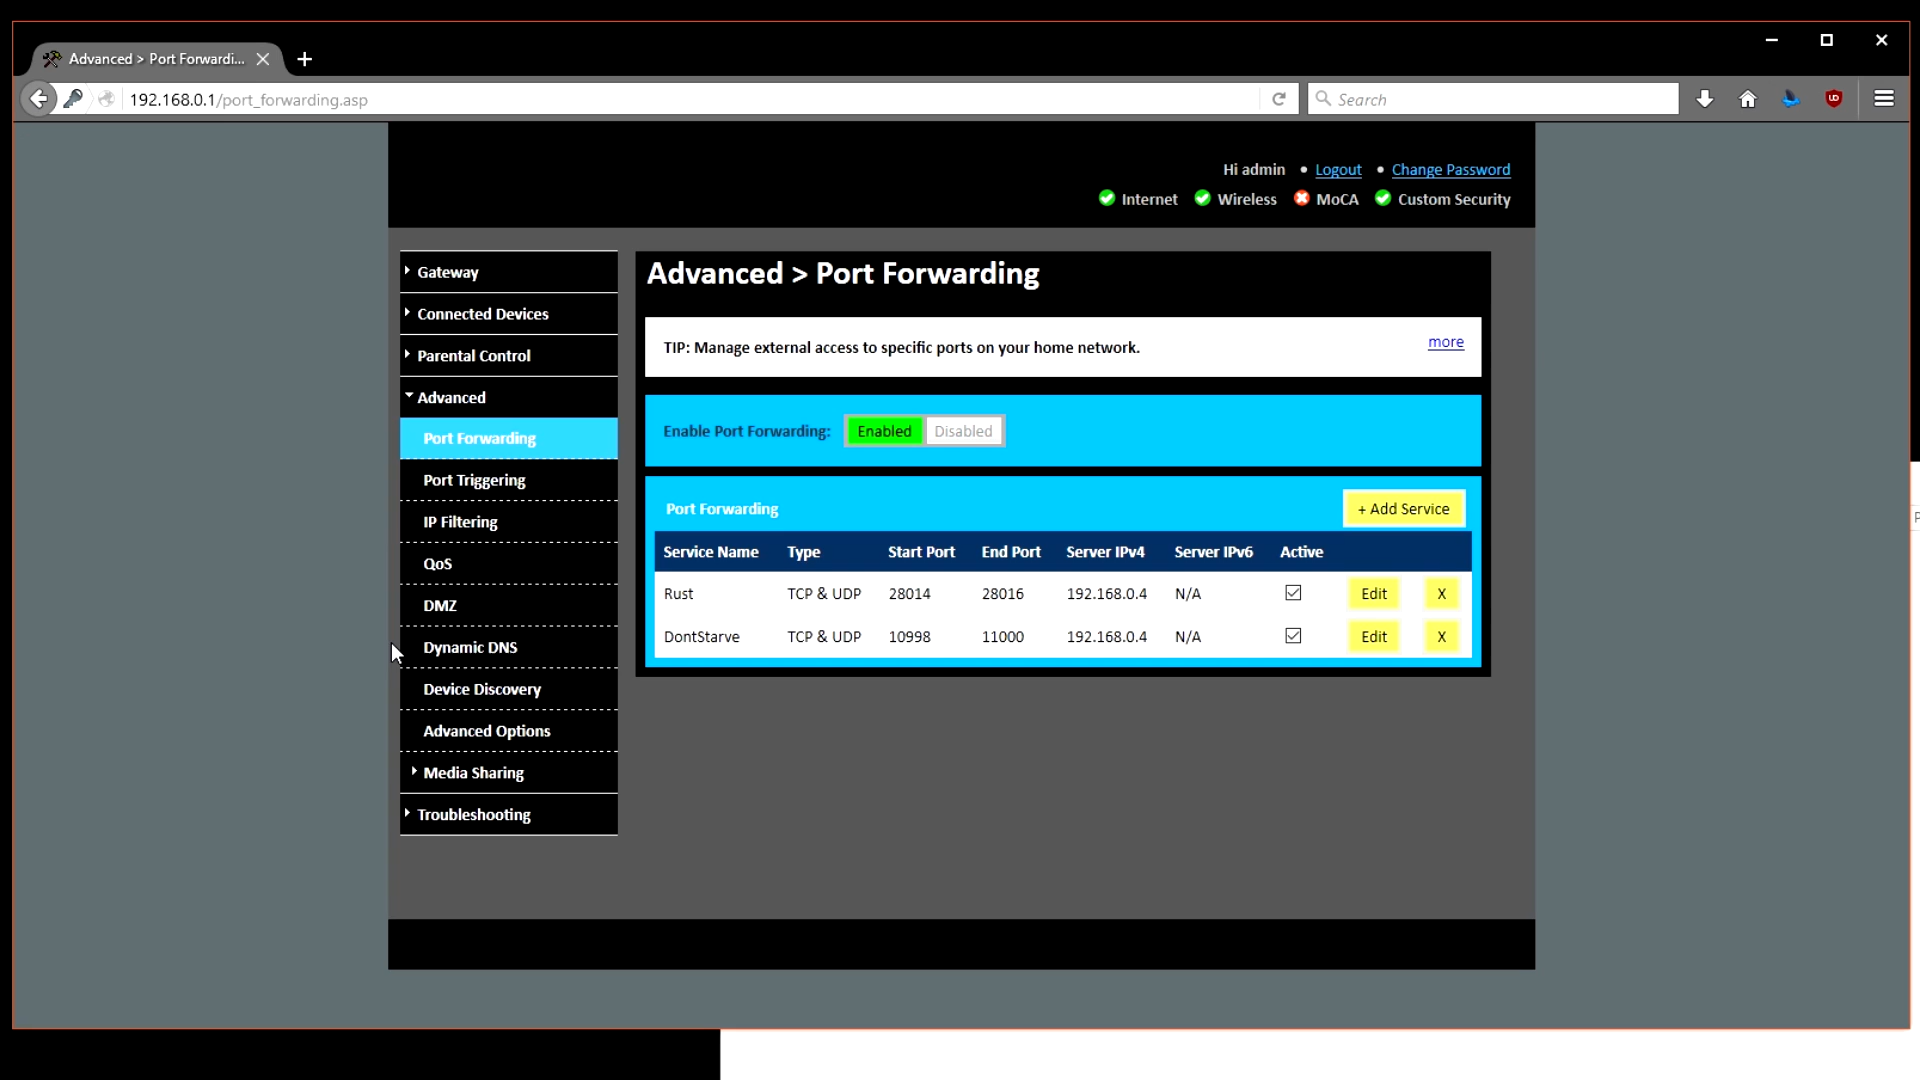 Advanced > Port Forwardi...
192.168.0.1/port_forwarding.asp
Search
Hi admin • Logout • Change Password
Internet Wireless MoCA Custom Security
Gateway
Connected Devices
Parental Control
Advanced
Port Forwarding
Port Triggering
IP Filtering
QoS
DMZ
Dynamic DNS
Device Discovery
Advanced Options
Media Sharing
Troubleshooting
Advanced > Port Forwarding
TIP: Manage external access to specific ports on your home network. more
Enable Port Forwarding: Enabled Disabled
Port Forwarding + Add Service
Service Name Type Start Port End Port Server IPv4 Server IPv6 Active
Rust TCP & UDP 28014 28016 192.168.0.4 N/A Edit X
DontStarve TCP & UDP 10998 11000 192.168.0.4 N/A Edit X